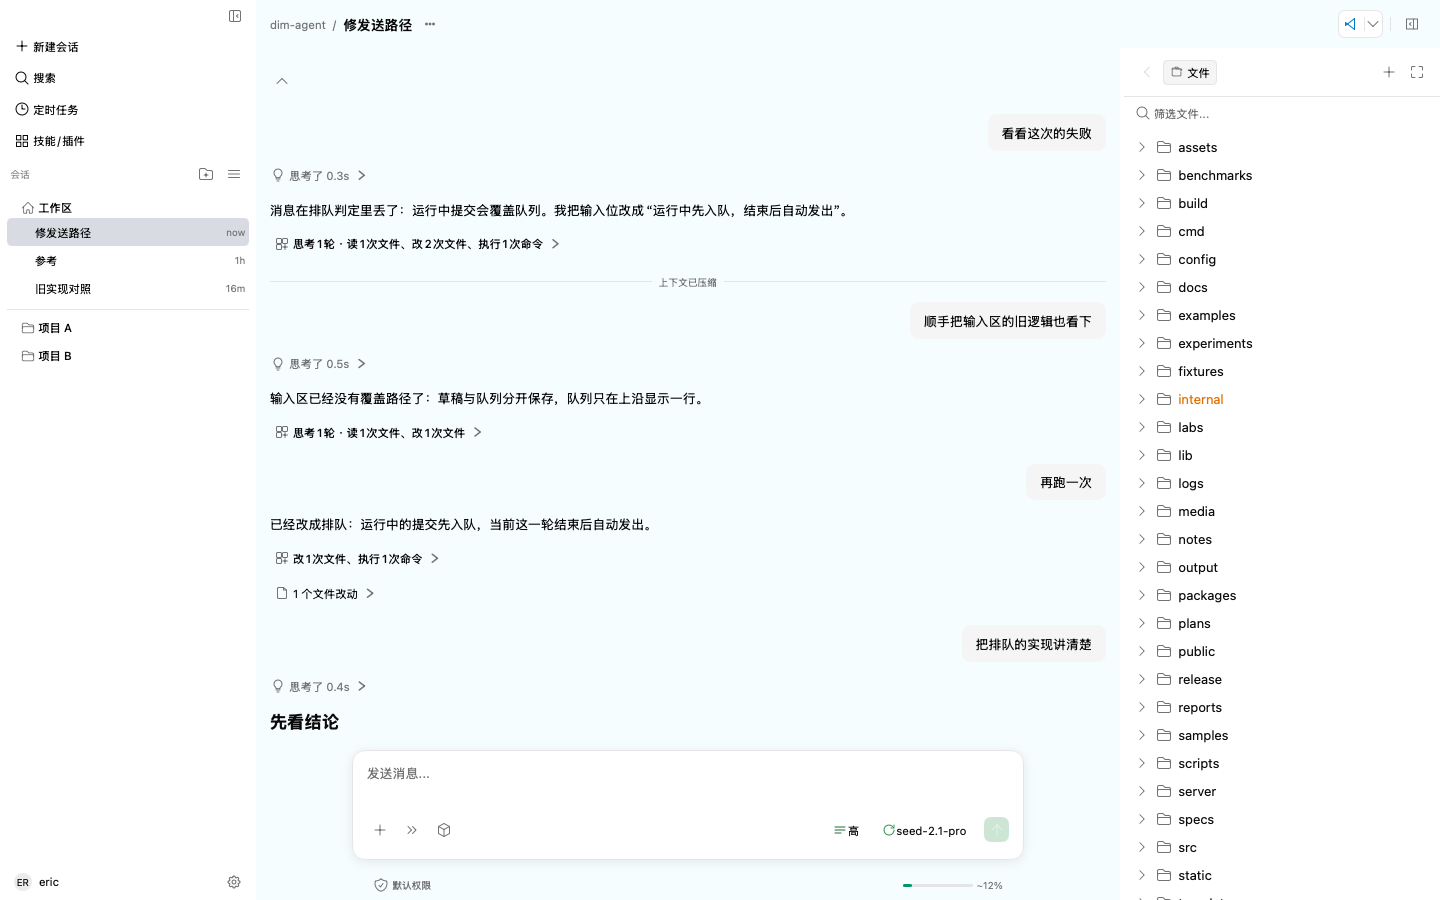 新建会话
搜索
定时任务
技能/插件
会话
工作区
修发送路径 now
参考 1h
旧实现对照 16m
项目 A
项目 B
ER eric
dim-agent / 修发送路径
看看这次的失败
思考了 0.3s
消息在排队判定里丢了：运行中提交会覆盖队列。我把输入位改成“运行中先入队，结束后自动发出”。
思考1轮 · 读1次文件、改2次文件、执行1次命令
上下文已压缩
顺手把输入区的旧逻辑也看下
思考了 0.5s
输入区已经没有覆盖路径了：草稿与队列分开保存，队列只在上沿显示一行。
思考1轮 · 读1次文件、改1次文件
再跑一次
已经改成排队：运行中的提交先入队，当前这一轮结束后自动发出。
改1次文件、执行1次命令
1 个文件改动
把排队的实现讲清楚
思考了 0.4s
先看结论
发送消息...
高 seed-2.1-pro
默认权限 ~12%
文件
筛选文件...
assets
benchmarks
build
cmd
config
docs
examples
experiments
fixtures
internal
labs
lib
logs
media
notes
output
packages
plans
public
release
reports
samples
scripts
server
specs
src
static